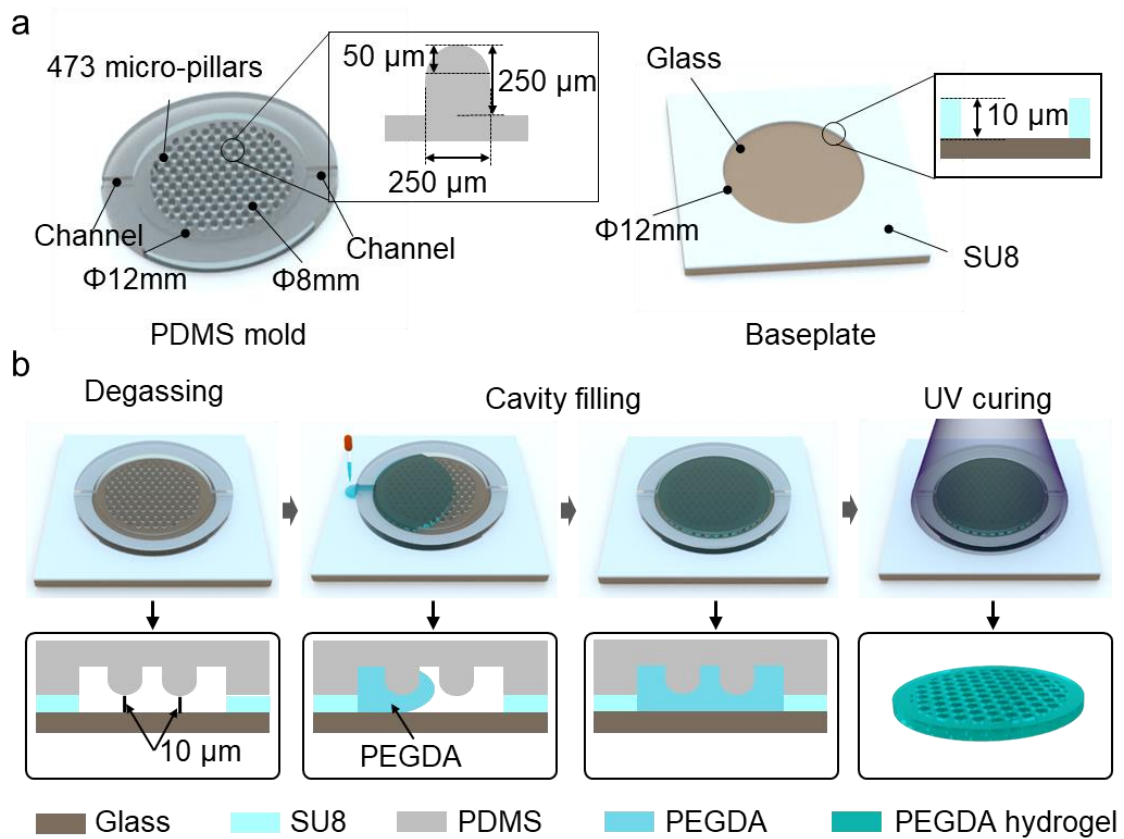 a
473 micro-pillars
50 μm
250 μm
250 μm
Channel
Channel
Φ12mm
Φ8mm
PDMS mold
Glass
10 μm
Φ12mm
SU8
Baseplate
b
Degassing
Cavity filling
UV curing
10 μm
PEGDA
Glass
SU8
PDMS
PEGDA
PEGDA hydrogel